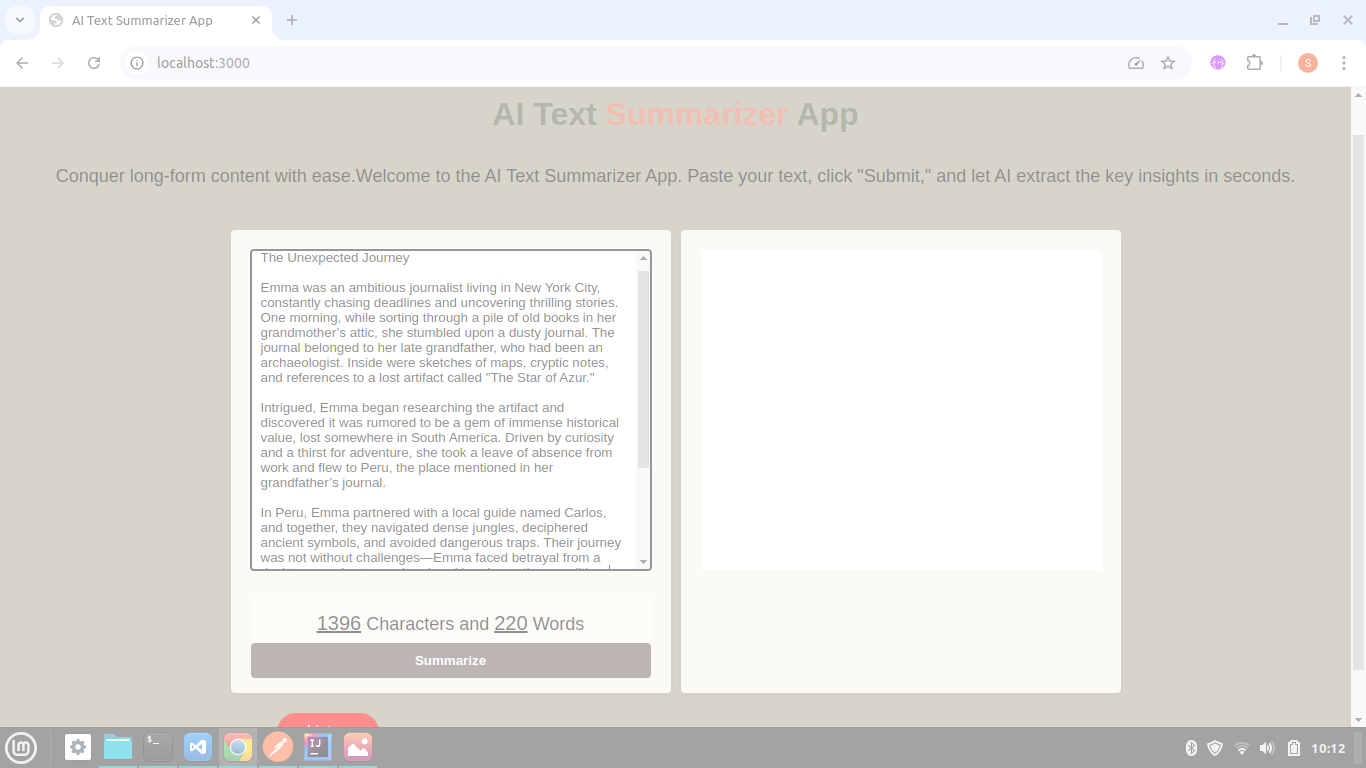 AI Text Summarizer App
localhost:3000
S
AI Text Summarizer App
Conquer long-form content with ease.Welcome to the AI Text Summarizer App. Paste your text, click "Submit," and let AI extract the key insights in seconds.
The Unexpected Journey
Emma was an ambitious journalist living in New York City,
constantly chasing deadlines and uncovering thrilling stories.
One morning, while sorting through a pile of old books in her
grandmother’s attic, she stumbled upon a dusty journal. The
journal belonged to her late grandfather, who had been an
archaeologist. Inside were sketches of maps, cryptic notes,
and references to a lost artifact called "The Star of Azur."
Intrigued, Emma began researching the artifact and
discovered it was rumored to be a gem of immense historical
value, lost somewhere in South America. Driven by curiosity
and a thirst for adventure, she took a leave of absence from
work and flew to Peru, the place mentioned in her
grandfather’s journal.
In Peru, Emma partnered with a local guide named Carlos,
and together, they navigated dense jungles, deciphered
ancient symbols, and avoided dangerous traps. Their journey
was not without challenges—Emma faced betrayal from a
1396 Characters and 220 Words
Summarize
$_
IJ
10:12